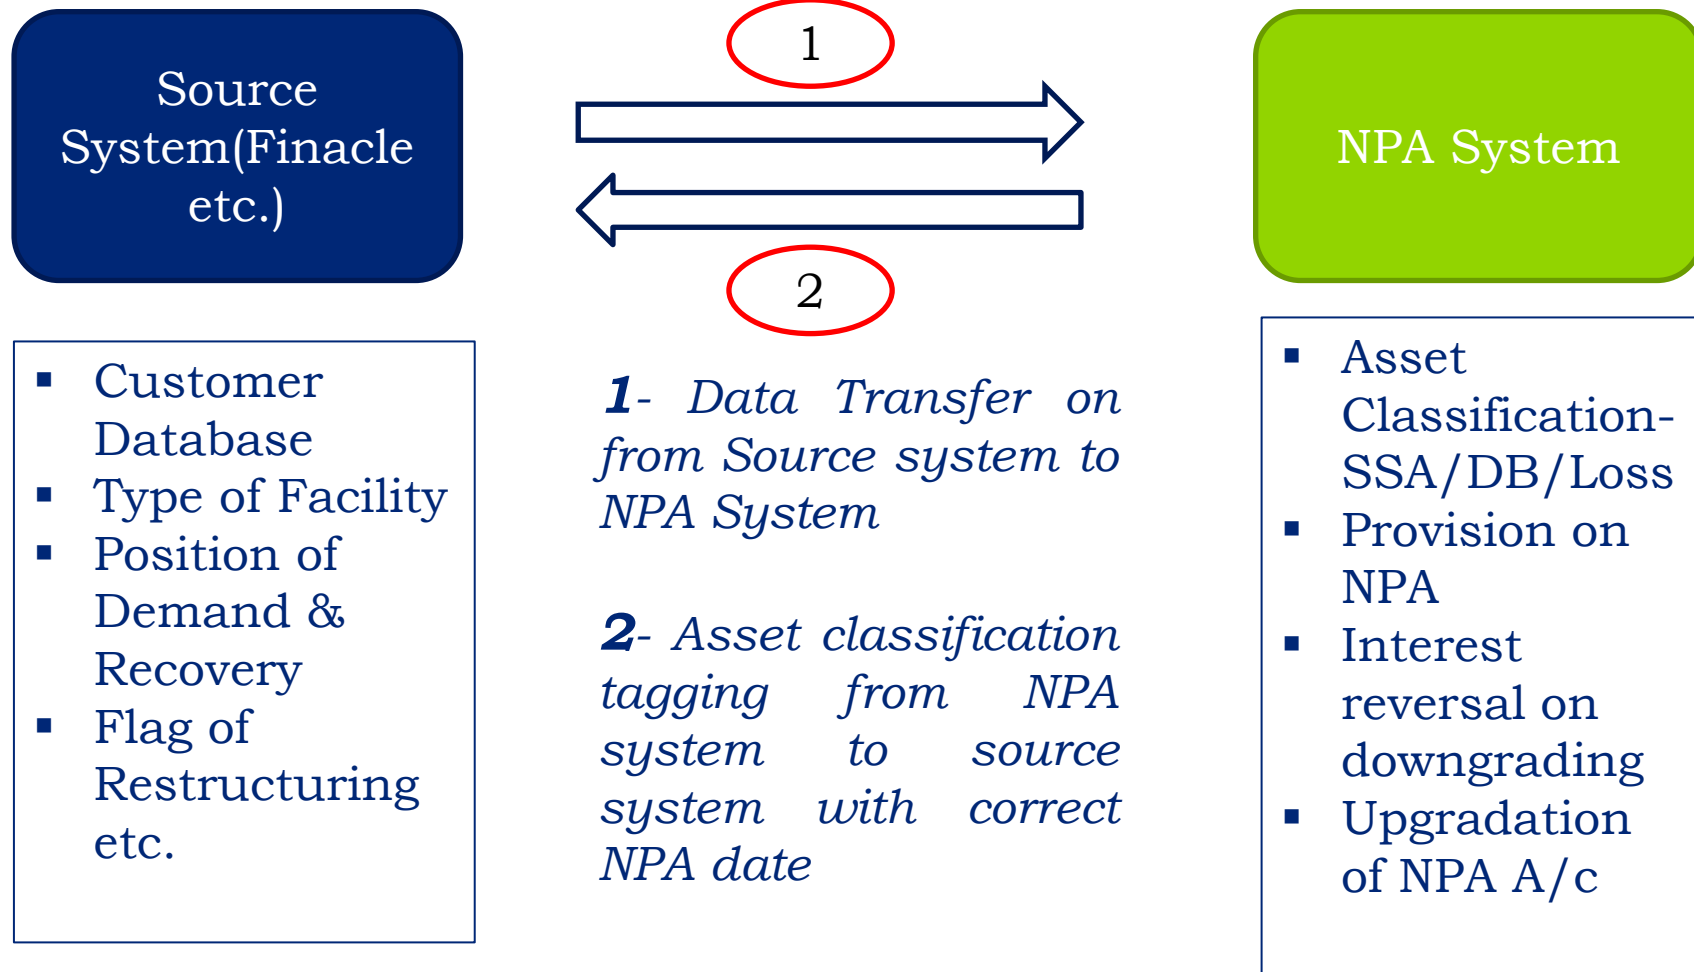 Source
System(Finacle
etc.)
1
2
NPA System
▪ Customer
Database
▪ Type of Facility
▪ Position of
Demand &
Recovery
▪ Flag of
Restructuring
etc.
1- Data Transfer on
from Source system to
NPA System
2- Asset classification
tagging from NPA
system to source
system with correct
NPA date
▪ Asset
Classification-
SSA/DB/Loss
▪ Provision on
NPA
▪ Interest
reversal on
downgrading
▪ Upgradation
of NPA A/c